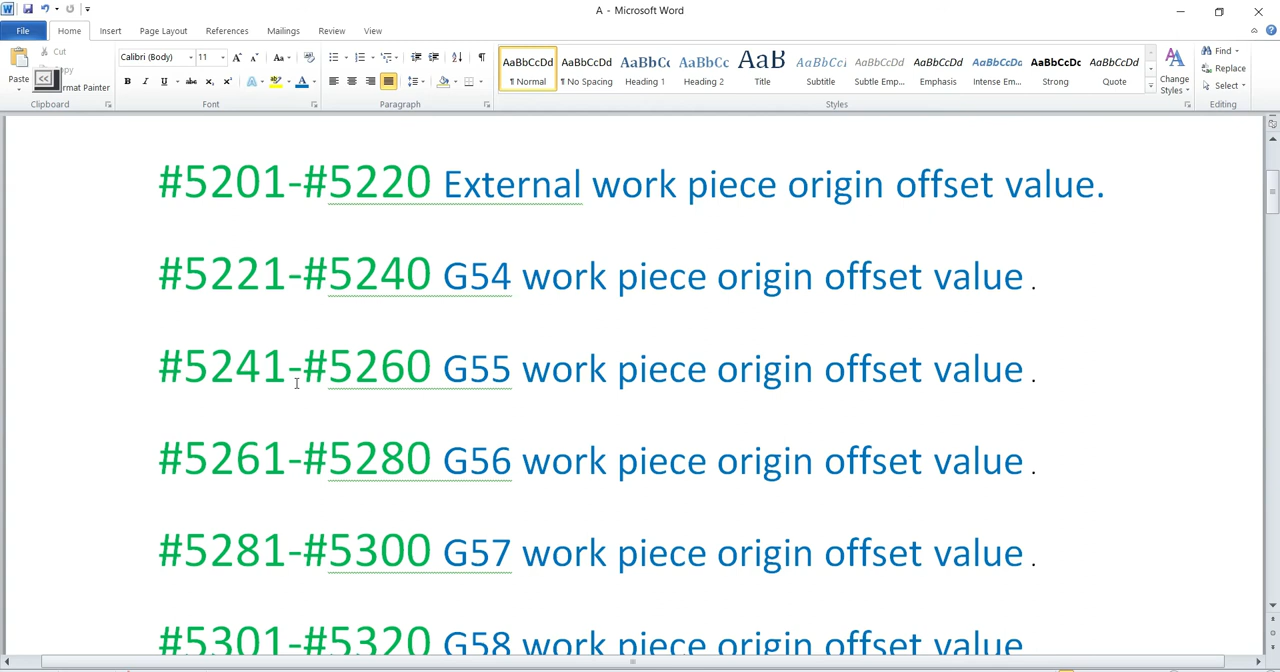 A - Microsoft Word
File Home Insert Page Layout References Mailings Review View
Cut
Paste
Clipboard
Calibri (Body) 11
Font
Paragraph
AaBbCcDd AaBbCcDd AaBbCc AaBbCc AaB AaBbCcI AaBbCcDd AaBbCcDd AaBbCcDd AaBbCcDc AaBbCcDd
¶ Normal ¶ No Spacing Heading 1 Heading 2 Title Subtitle Subtle Emp... Emphasis Intense Em... Strong Quote
Change Styles
Styles
Find
Replace
Select
Editing
#5201-#5220 External work piece origin offset value.
#5221-#5240 G54 work piece origin offset value .
#5241-#5260 G55 work piece origin offset value .
#5261-#5280 G56 work piece origin offset value .
#5281-#5300 G57 work piece origin offset value .
#5301-#5320 G58 work piece origin offset value